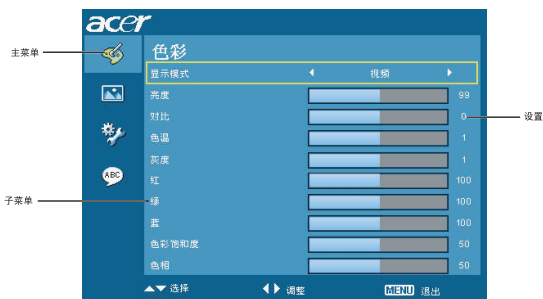 acer
主菜单
色彩
显示模式 视频
亮度 99
对比 0
设置
色温 1
灰度 1
ABC
红 100
子菜单
绿 100
蓝 100
色彩饱和度 50
色相 50
选择 调整 MENU 退出